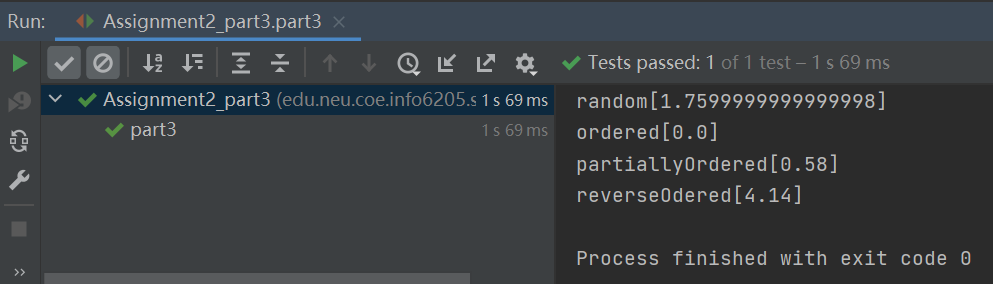 Run: Assignment2_part3.part3 ×
Tests passed: 1 of 1 test – 1 s 69 ms
Assignment2_part3 (edu.neu.coe.info6205.s 1 s 69 ms
part3 1 s 69 ms
random[1.7599999999999998]
ordered[0.0]
partiallyOrdered[0.58]
reverseOdered[4.14]
Process finished with exit code 0